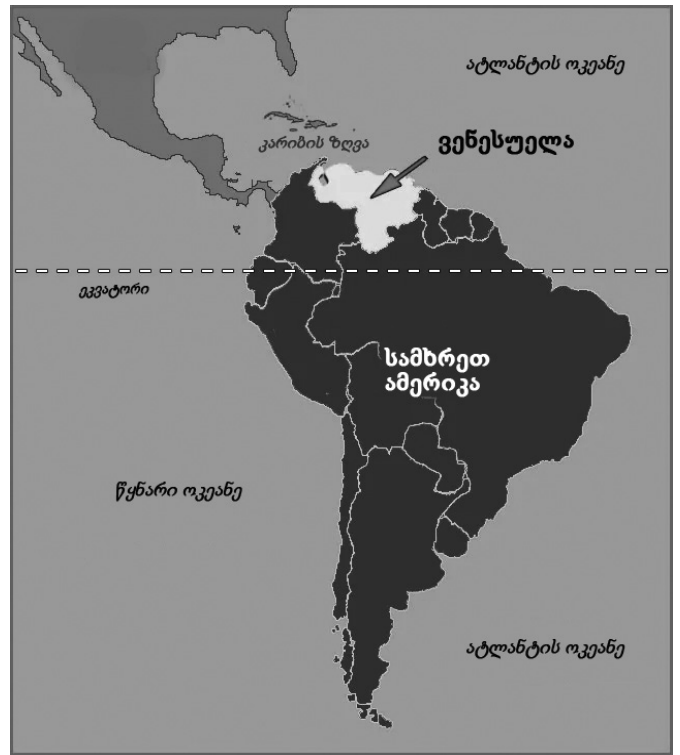 ატლანტის ოკეანე
ვენესუელა
კარიბის ზღვა
ეკვატორი
სამხრეთ
ამერიკა
წყნარი ოკეანე
ატლანტის ოკეანე